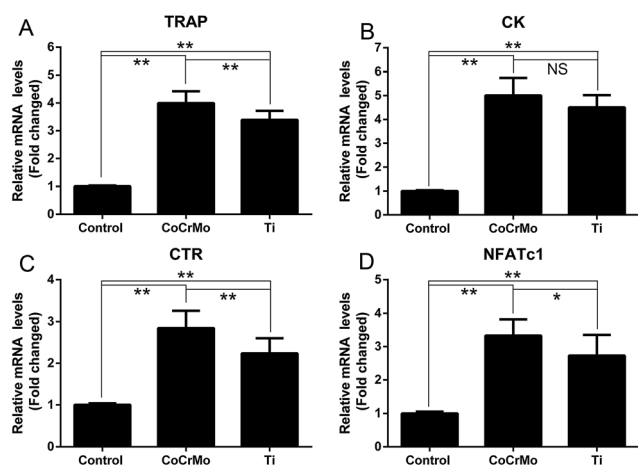 A
TRAP
**
**
**
Relative mRNA levels
(Fold changed)
6
5
4
3
2
1
0
Control
CoCrMo
Ti
B
CK
**
**
NS
Relative mRNA levels
(Fold changed)
8
7
6
5
4
3
2
1
0
Control
CoCrMo
Ti
C
CTR
**
**
**
Relative mRNA levels
(Fold changed)
4
3
2
1
0
Control
CoCrMo
Ti
D
NFATc1
**
**
*
Relative mRNA levels
(Fold changed)
5
4
3
2
1
0
Control
CoCrMo
Ti